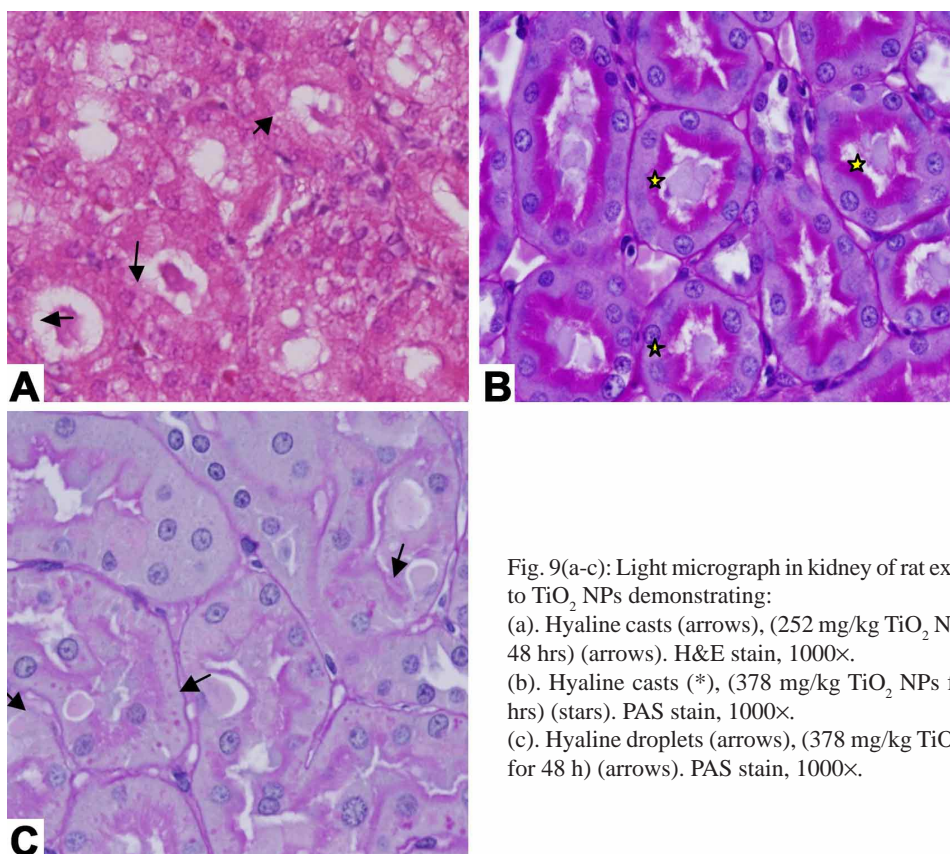 A
B
C
Fig. 9(a-c): Light micrograph in kidney of rat ex
to TiO₂ NPs demonstrating:
(a). Hyaline casts (arrows), (252 mg/kg TiO₂ N
48 hrs) (arrows). H&E stain, 1000×.
(b). Hyaline casts (*), (378 mg/kg TiO₂ NPs f
hrs) (stars). PAS stain, 1000×.
(c). Hyaline droplets (arrows), (378 mg/kg TiO
for 48 h) (arrows). PAS stain, 1000×.